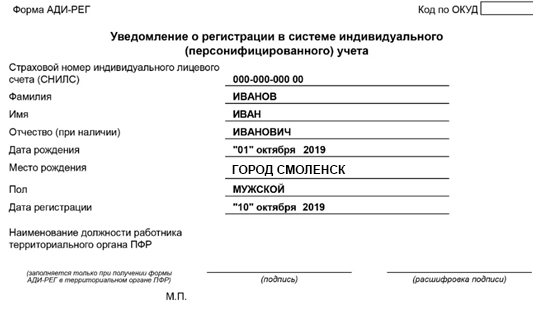 Форма АДИ-РЕГ Код по ОКУД
Уведомление о регистрации в системе индивидуального
(персонифицированного) учета
Страховой номер индивидуального лицевого
счета (СНИЛС) 000-000-000 00
Фамилия ИВАНОВ
Имя ИВАН
Отчество (при наличии) ИВАНОВИЧ
Дата рождения "01" октября 2019
Место рождения ГОРОД СМОЛЕНСК
Пол МУЖСКОЙ
Дата регистрации "10" октября 2019
Наименование должности работника
территориального органа ПФР
(заполняется только при получении формы
АДИ-РЕГ в территориальном органе ПФР) (подпись) (расшифровка подписи)
М.П.